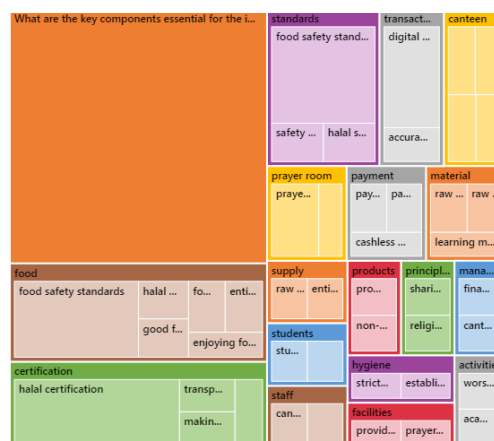 What are the key components essential for the i...
standards
food safety stand...
safety ...
halal s...
transact...
digital ...
accura...
canteen
prayer room
praye...
payment
pay...
pa...
cashless ...
material
raw ...
raw ...
learning m...
food
food safety standards
halal ...
fo...
enti...
good f...
enjoying fo...
supply
raw ...
enti...
products
pro...
non-...
principl...
shari...
religi...
mana...
fina...
cant...
students
stu...
certification
halal certification
transp...
makin...
staff
can...
hygiene
strict...
establi...
facilities
provid...
prayer...
activitie
wors...
aca...